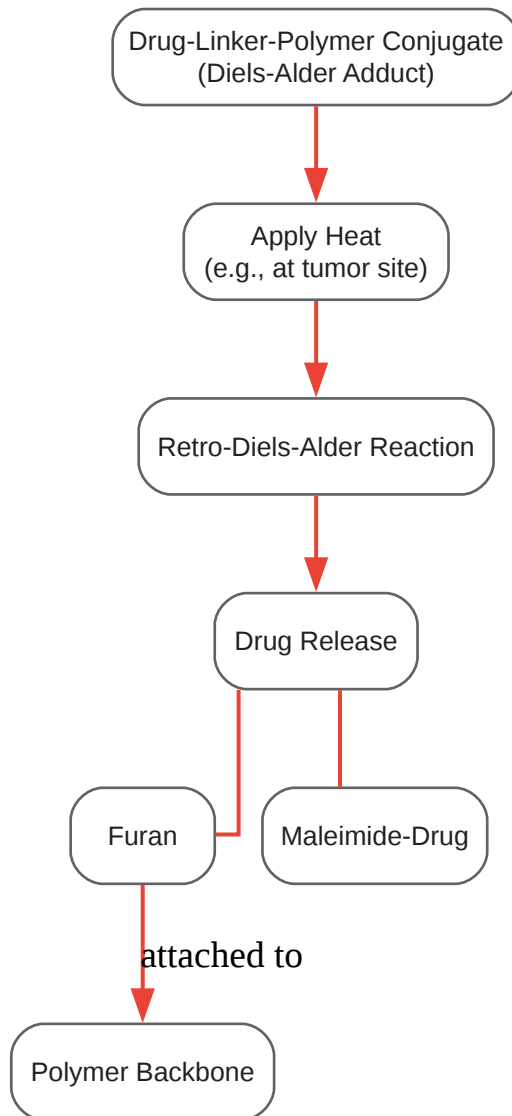 Drug-Linker-Polymer Conjugate
(Diels-Alder Adduct)
Apply Heat
(e.g., at tumor site)
Retro-Diels-Alder Reaction
Drug Release
Furan
Maleimide-Drug
attached to
Polymer Backbone